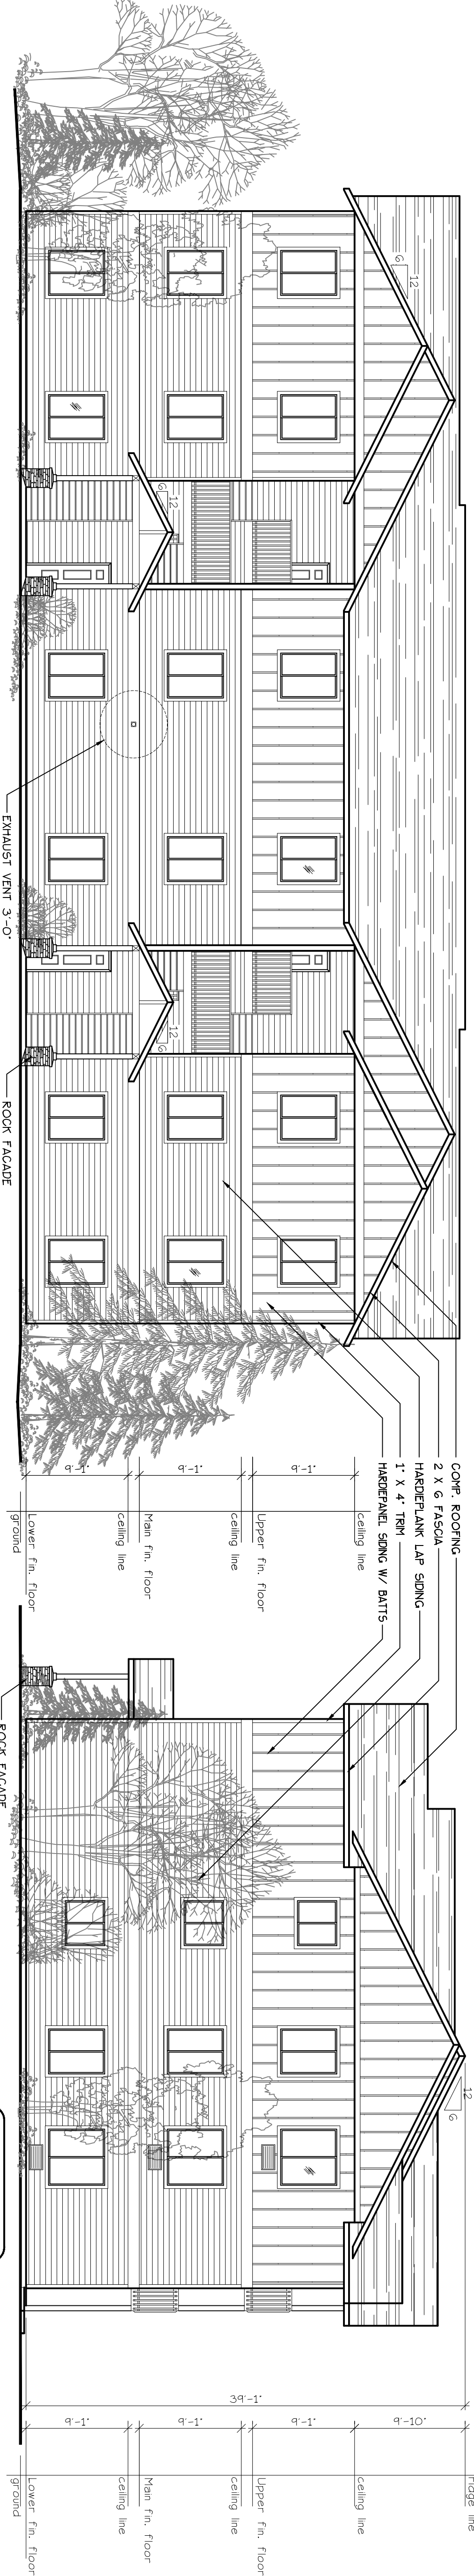 6
12
6
12
12
6
EXHAUST VENT 3'-0"
ROCK FACADE
COMP. ROOFING
2 X 6 FASCIA
HARDIEPLANK LAP SIDING
1" X 4" TRIM
HARDIEPANEL SIDING W/ BATTS
9'-1"
9'-1"
9'-1"
ceiling line
Upper fin. floor
ceiling line
Main fin. floor
ceiling line
Lower fin. floor
ground
ROCK FACADE
12
6
39'-1"
9'-10"
9'-1"
9'-1"
9'-1"
ridge line
ceiling line
Upper fin. floor
ceiling line
Main fin. floor
ceiling line
Lower fin. floor
ground